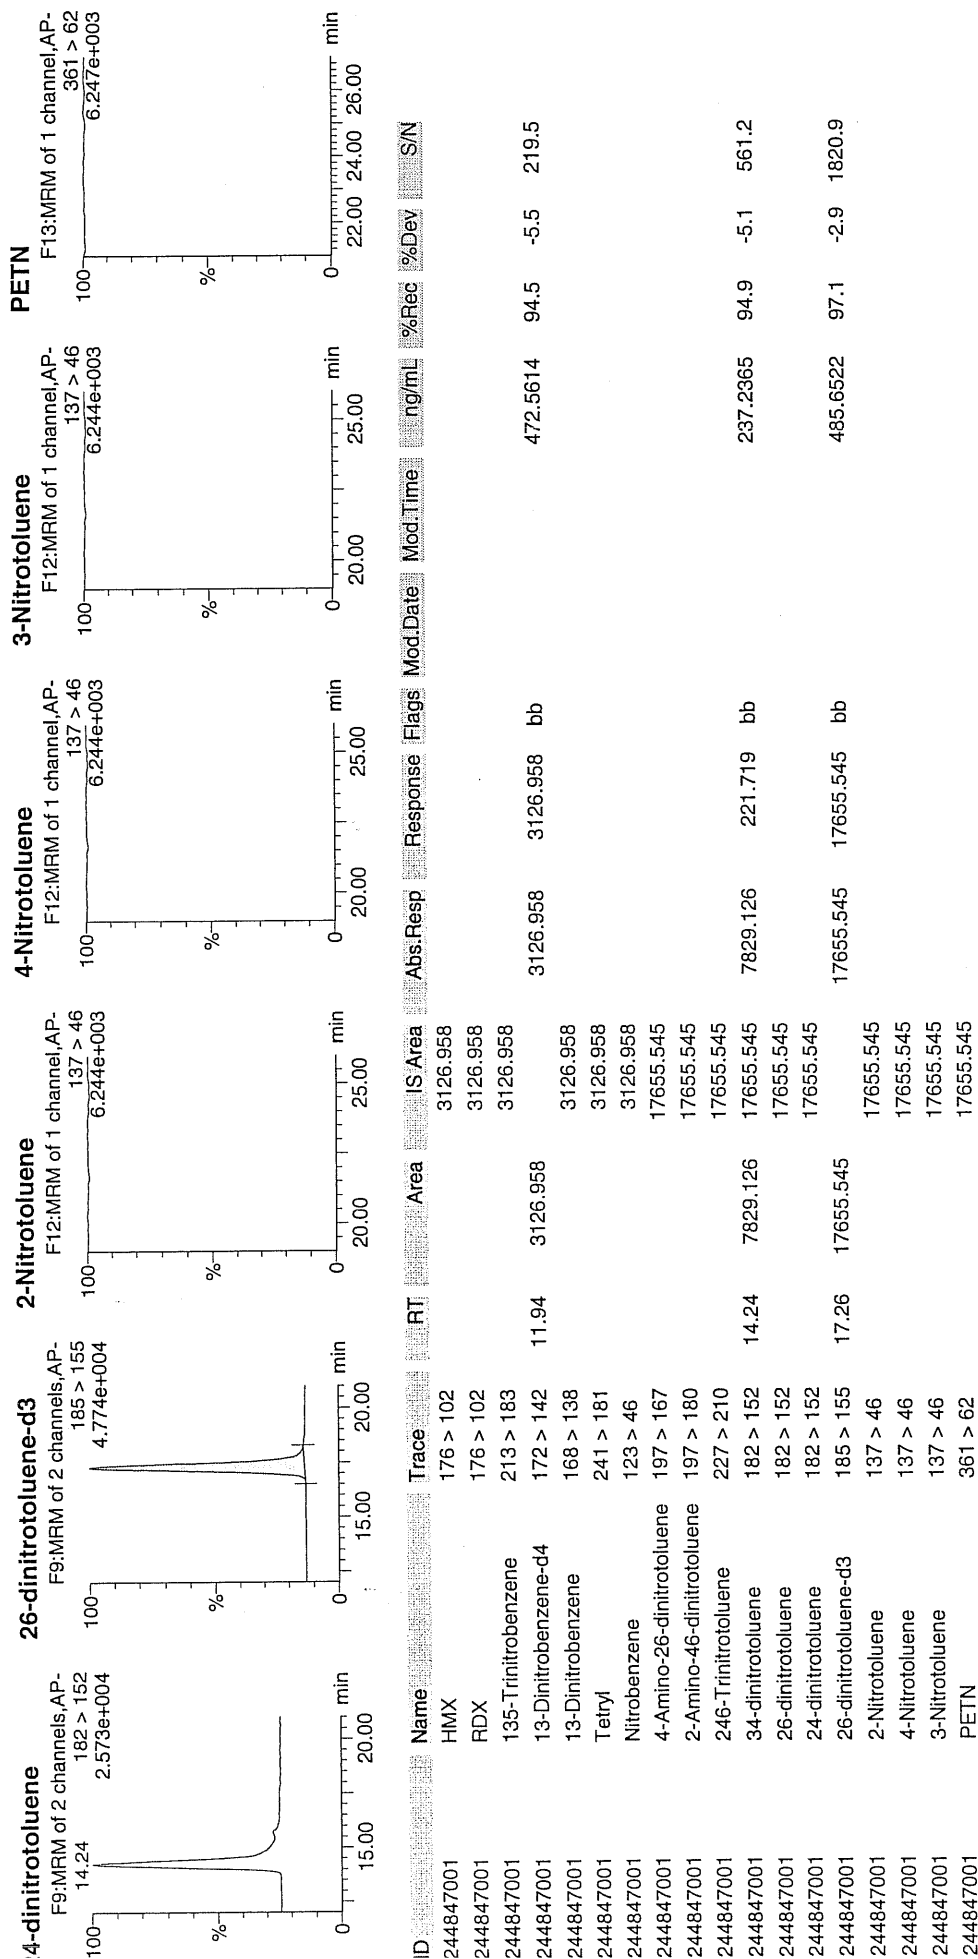 24-dinitrotoluene
F9:MRM of 2 channels,AP-
14.24 182 > 152
2.573e+004
100
%
0
15.00 20.00 min
26-dinitrotoluene-d3
F9:MRM of 2 channels,AP-
185 > 155
4.774e+004
100
%
0
15.00 20.00 min
2-Nitrotoluene
F12:MRM of 1 channel,AP-
137 > 46
6.244e+003
100
%
0
20.00 25.00 min
4-Nitrotoluene
F12:MRM of 1 channel,AP-
137 > 46
6.244e+003
100
%
0
20.00 25.00 min
3-Nitrotoluene
F12:MRM of 1 channel,AP-
137 > 46
6.244e+003
100
%
0
20.00 25.00 min
PETN
F13:MRM of 1 channel,AP-
361 > 62
6.247e+003
100
%
0
22.00 24.00 26.00 min
ID Name Trace RT Area IS Area Abs.Resp Response Flags Mod.Date Mod.Time ng/mL %Rec %Dev S/N
244847001 HMX 176 > 102 3126.958
244847001 RDX 176 > 102 3126.958
244847001 135-Trinitrobenzene 213 > 183 3126.958
244847001 13-Dinitrobenzene-d4 172 > 142 11.94 3126.958 3126.958 3126.958 bb 472.5614 94.5 -5.5 219.5
244847001 13-Dinitrobenzene 168 > 138 3126.958
244847001 Tetryl 241 > 181 3126.958
244847001 Nitrobenzene 123 > 46 3126.958
244847001 4-Amino-26-dinitrotoluene 197 > 167 17655.545
244847001 2-Amino-46-dinitrotoluene 197 > 180 17655.545
244847001 246-Trinitrotoluene 227 > 210 17655.545
244847001 34-dinitrotoluene 182 > 152 14.24 7829.126 17655.545 7829.126 221.719 bb 237.2365 94.9 -5.1 561.2
244847001 26-dinitrotoluene 182 > 152 17655.545
244847001 24-dinitrotoluene 182 > 152 17655.545
244847001 26-dinitrotoluene-d3 185 > 155 17.26 17655.545 17655.545 17655.545 bb 485.6522 97.1 -2.9 1820.9
244847001 2-Nitrotoluene 137 > 46 17655.545
244847001 4-Nitrotoluene 137 > 46 17655.545
244847001 3-Nitrotoluene 137 > 46 17655.545
244847001 PETN 361 > 62 17655.545